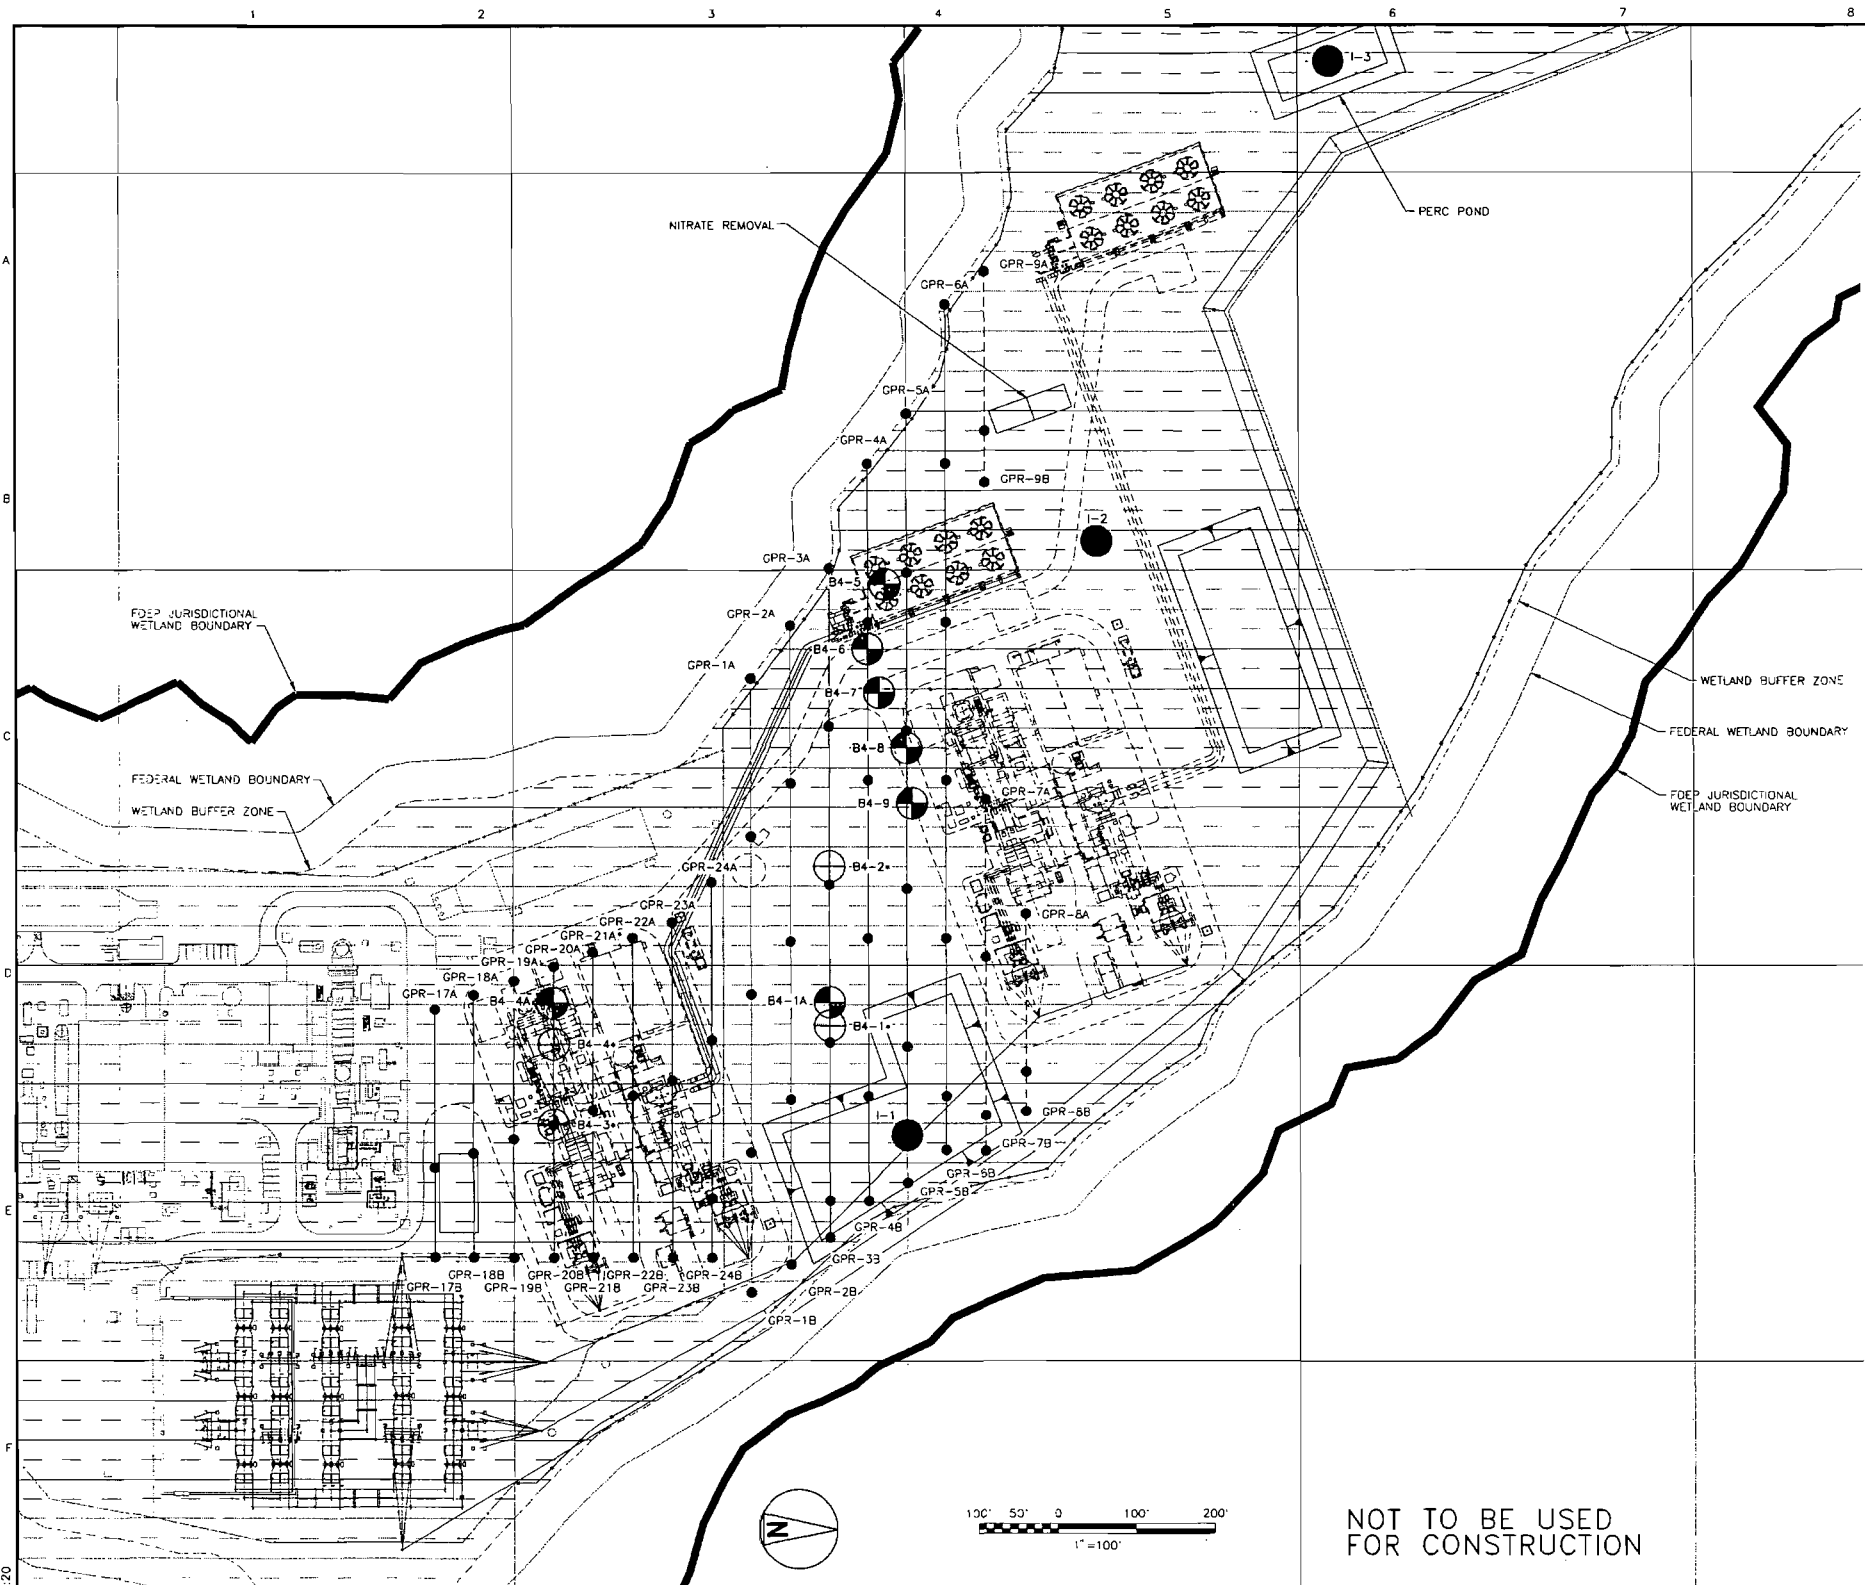 1 2 3 4 5 6 7 8
I-3
NITRATE REMOVAL
PERC POND
A
GPR-9A
GPR-6A
GPR-5A
GPR-4A
GPR-9B
B
I-2
GPR-3A
B4-5
FDEP JURISDICTIONAL
WETLAND BOUNDARY
GPR-2A
B4-6
GPR-1A
WETLAND BUFFER ZONE
B4-7
C
FEDERAL WETLAND BOUNDARY
B4-8
FEDERAL WETLAND BOUNDARY
GPR-7A
FDEP JURISDICTIONAL
WETLAND BOUNDARY
WETLAND BUFFER ZONE
B4-9
GPR-24A
B4-2*
GPR-23A
GPR-8A
GPR-22A
GPR-21A
GPR-20A
GPR-19A
D
GPR-18A
GPR-17A
B4-4A
B4-1A
B4-1*
B4-4*
I-1
GPR-8B
B4-3*
GPR-7B
GPR-6B
GPR-5B
E
GPR-4B
GPR-3B
GPR-18B GPR-20B GPR-22B GPR-24B
GPR-17B GPR-19B GPR-21B GPR-23B
GPR-2B
GPR-1B
F
N
100' 50' 0 100' 200'
1"=100'
NOT TO BE USED
FOR CONSTRUCTION
:20